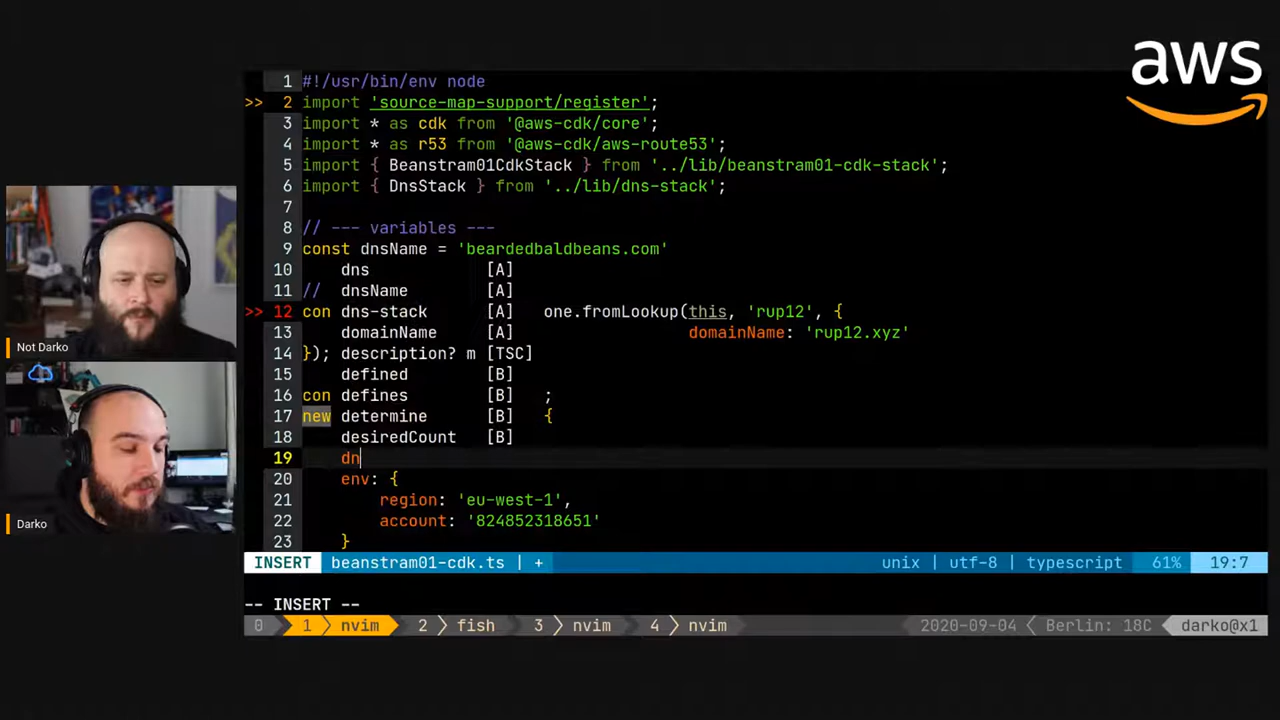 aws
1 #!/usr/bin/env node
>> 2 import 'source-map-support/register';
3 import * as cdk from '@aws-cdk/core';
4 import * as r53 from '@aws-cdk/aws-route53';
5 import { Beanstram01CdkStack } from '../lib/beanstram01-cdk-stack';
6 import { DnsStack } from '../lib/dns-stack';
7
8 // --- variables ---
9 const dnsName = 'beardedbaldbeans.com'
10 dns [A]
11 // dnsName [A]
>> 12 con dns-stack [A] one.fromLookup(this, 'rup12', {
13 domainName [A] domainName: 'rup12.xyz'
14 }); description? m [TSC]
15 defined [B]
16 con defines [B] ;
17 new determine [B] {
18 desiredCount [B]
19 dn
20 env: {
21 region: 'eu-west-1',
22 account: '824852318651'
23 }
INSERT beanstram01-cdk.ts | + unix | utf-8 | typescript 61% 19:7
-- INSERT --
0 1 nvim 2 fish 3 nvim 4 nvim 2020-09-04 Berlin: 18C darko@x1
Not Darko
Darko